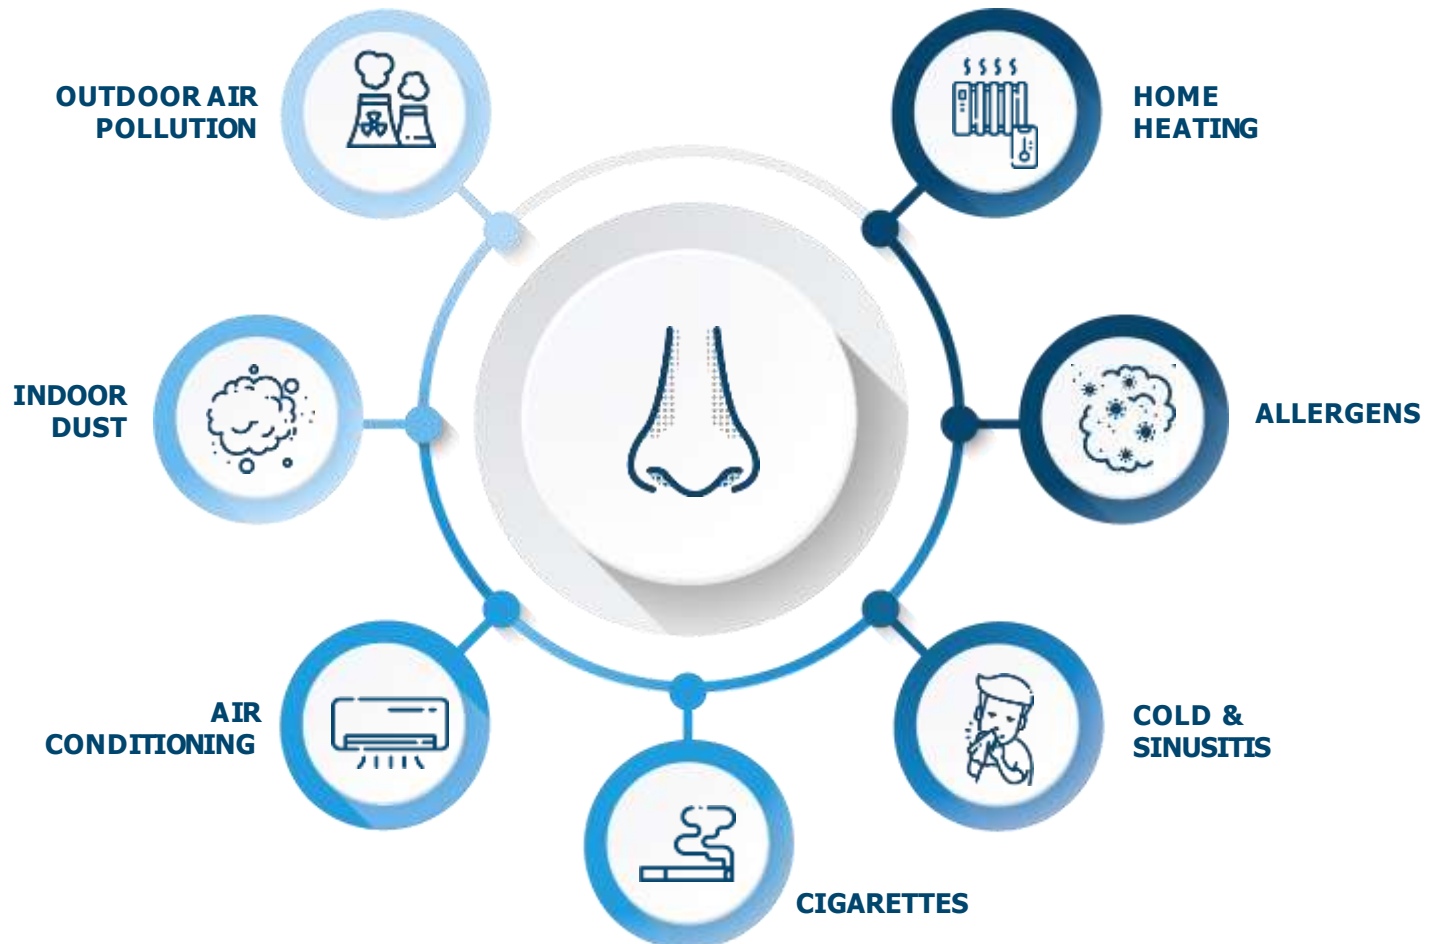 OUTDOOR AIR
POLLUTION
HOME
HEATING
INDOOR
DUST
ALLERGENS
AIR
CONDITIONING
COLD &
SINUSITIS
CIGARETTES